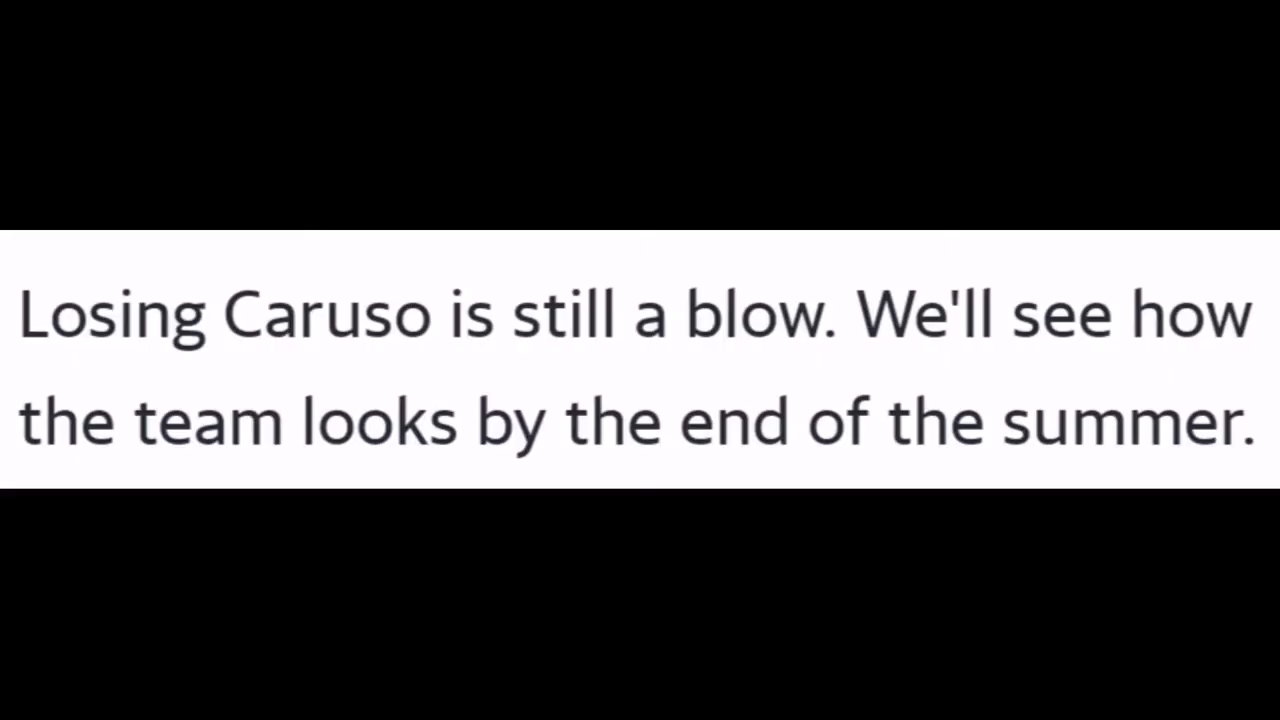 Losing Caruso is still a blow. We'll see how
the team looks by the end of the summer.